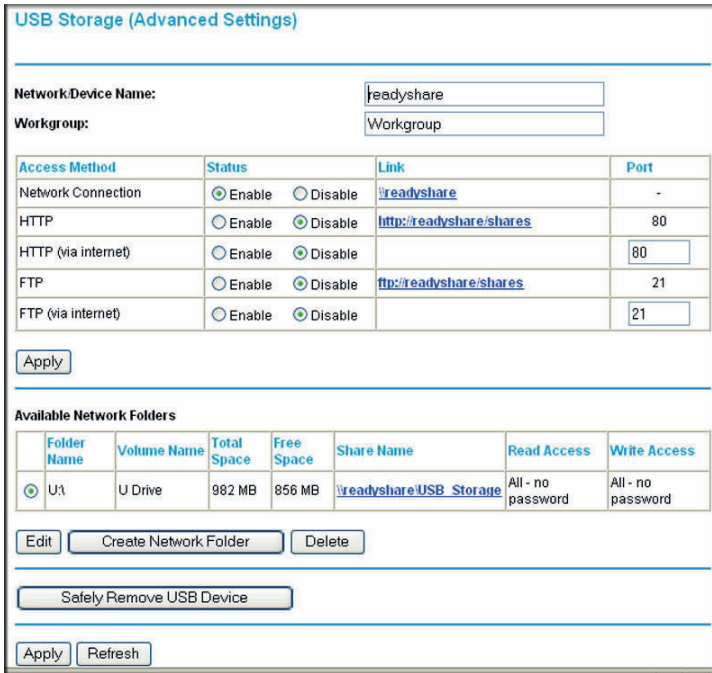 USB Storage (Advanced Settings)
Network/Device Name: readyshare
Workgroup: Workgroup
Access Method Status Link Port
Network Connection Enable Disable \\readyshare -
HTTP Enable Disable http://readyshare/shares 80
HTTP (via internet) Enable Disable 80
FTP Enable Disable ftp://readyshare/shares 21
FTP (via internet) Enable Disable 21
Apply
Available Network Folders
Folder Name Volume Name Total Space Free Space Share Name Read Access Write Access
U:\ U Drive 982 MB 856 MB \\readyshare\USB_Storage All - no password All - no password
Edit Create Network Folder Delete
Safely Remove USB Device
Apply Refresh